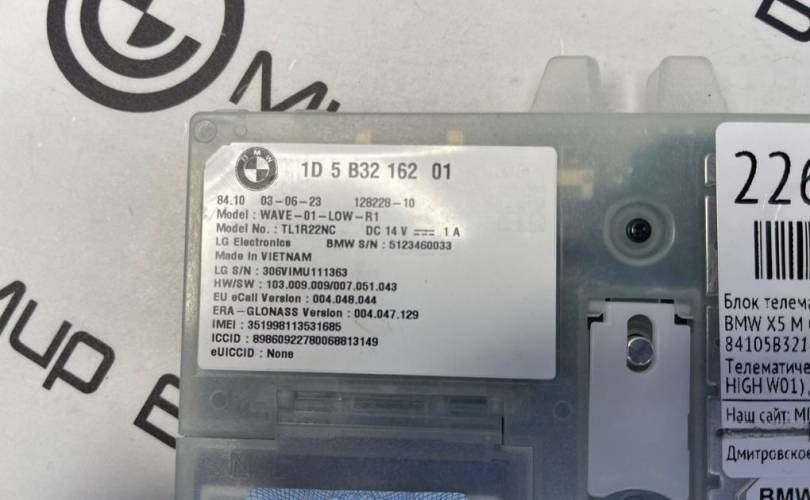 BMW
1D 5 B32 162 01
84.10 03-06-23 128228-10
Model : WAVE-01-LOW-R1
Model No. : TL1R22NC DC 14 V 1 A
LG Electronics BMW S/N : 5123460033
Made in VIETNAM
LG S/N : 306VIMU111363
HW/SW : 103.009.009/007.051.043
EU eCall Version : 004.048.044
ERA-GLONASS Version : 004.047.129
IMEI : 351998113531685
ICCID : 89860922780068813149
eUICCID : None
226
Блок
BMW X5 M
84105B321
HIGH W01),
Наш сайт:
BMW
Мир